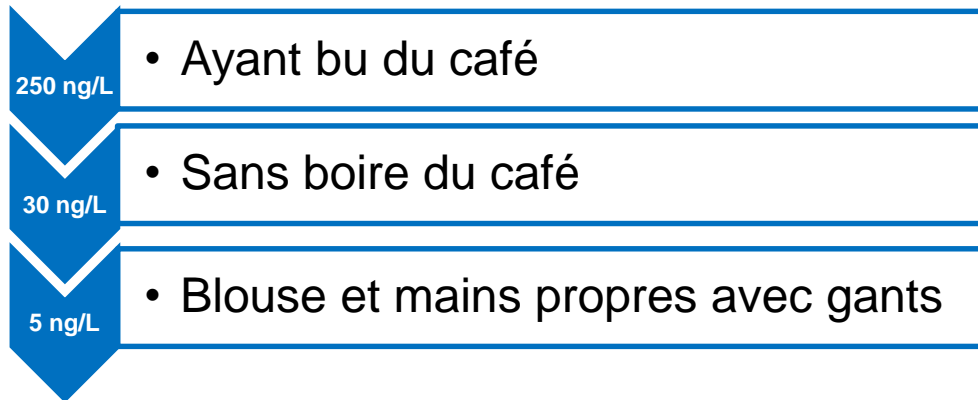 250 ng/L
• Ayant bu du café
30 ng/L
• Sans boire du café
5 ng/L
• Blouse et mains propres avec gants